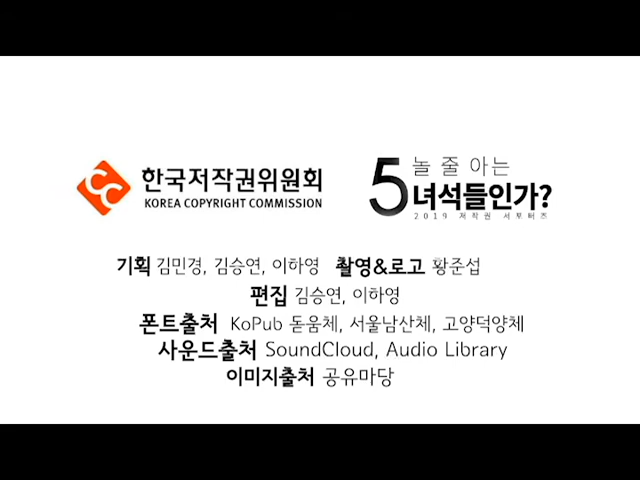 한국저작권위원회
KOREA COPYRIGHT COMMISSION
놀 줄 아는
5녀석들인가?
2019 저작권 서포터즈
기획 김민경, 김승연, 이하영 촬영&로고 황준섭
편집 김승연, 이하영
폰트출처 KoPub 돋움체, 서울남산체, 고양덕양체
사운드출처 SoundCloud, Audio Library
이미지출처 공유마당